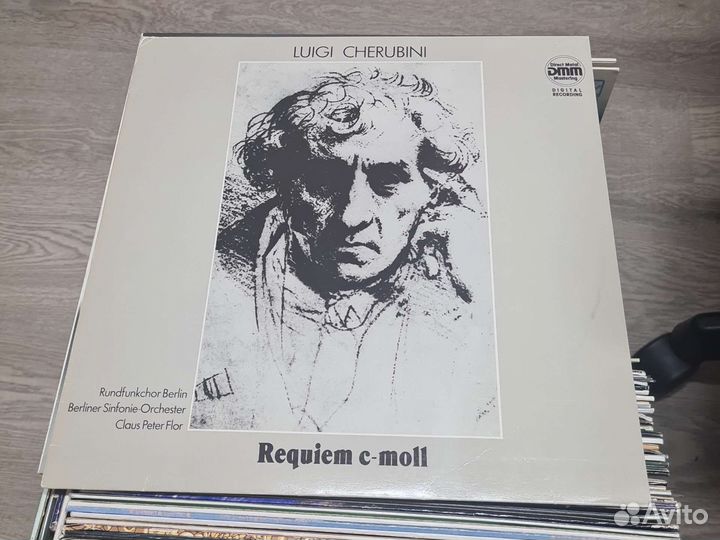 LUIGI CHERUBINI
Direct Metal
DMM
Mastering
DIGITAL
RECORDING
Rundfunkchor Berlin
Berliner Sinfonie-Orchester
Claus Peter Flor
Requiem c-moll
Avito